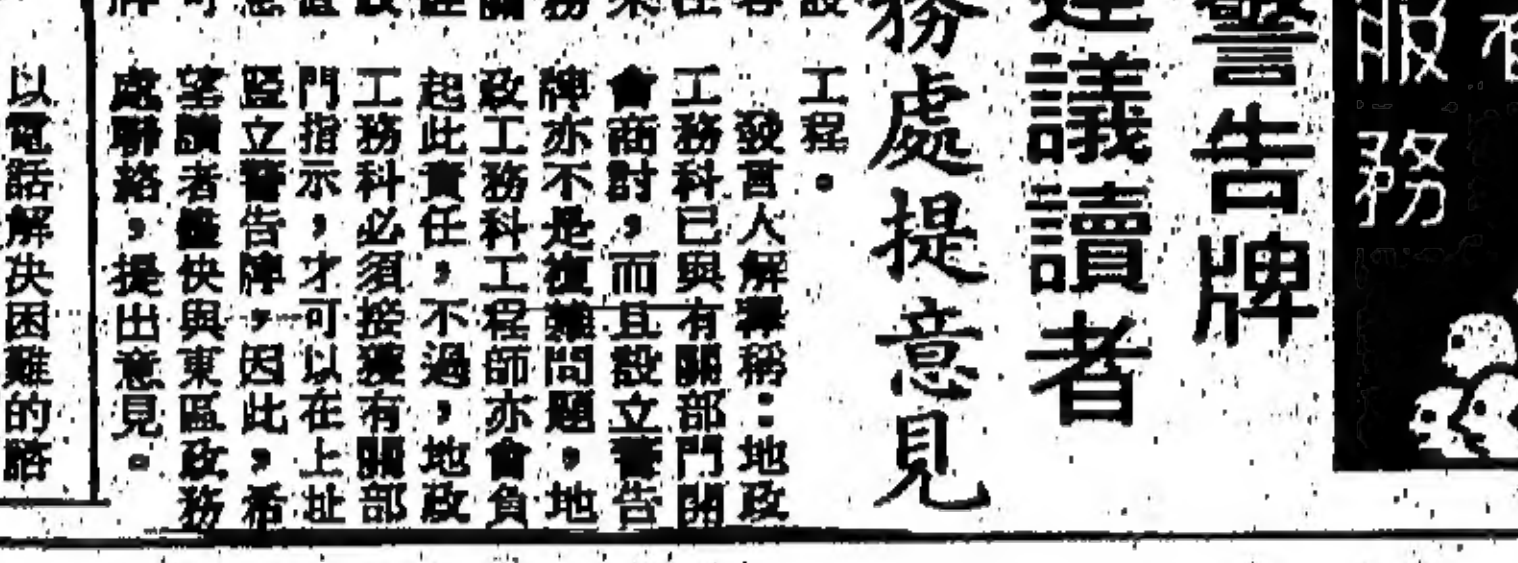 服務
警告牌
建議讀者
務處提意見
工程。
發言人解釋稱：地政
工務科已與有關部門開
會商討，而且設立警告
牌亦不是復雜問題，地
政工務科工程師亦會負
起此責任，不過，地政
工務科必須接獲有關部
門指示，才可以在上址
豎立警告牌，因此，希
望讀者儘快與東區政務
處聯絡，提出意見。
以電話解決困難的